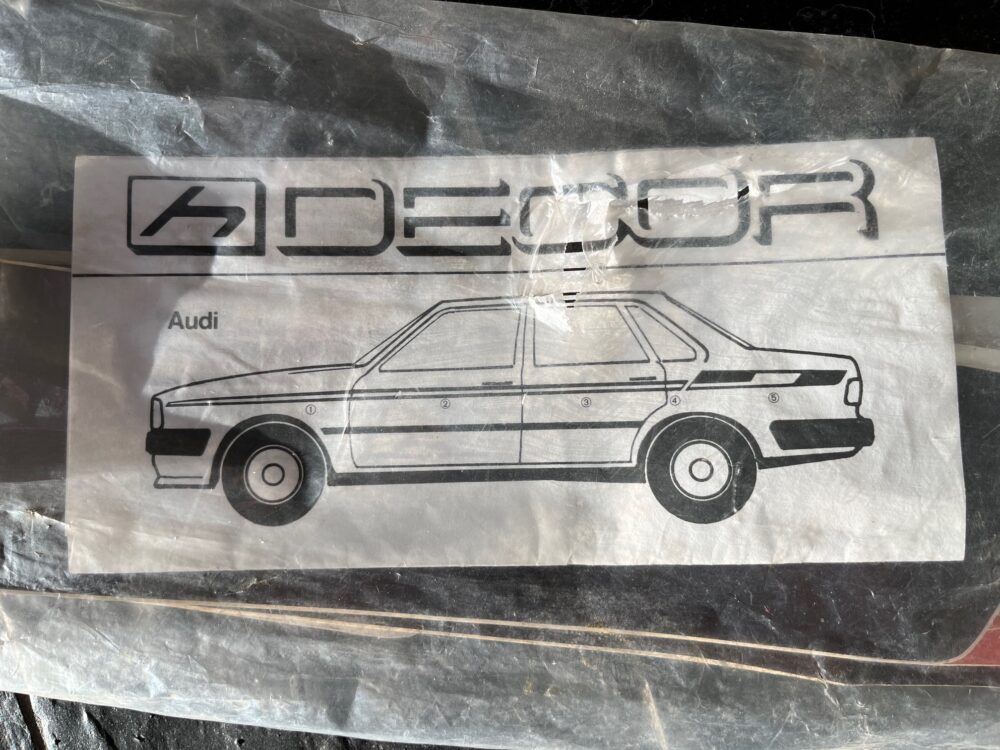 h DECOR
Audi
① ② ③ ④ ⑤